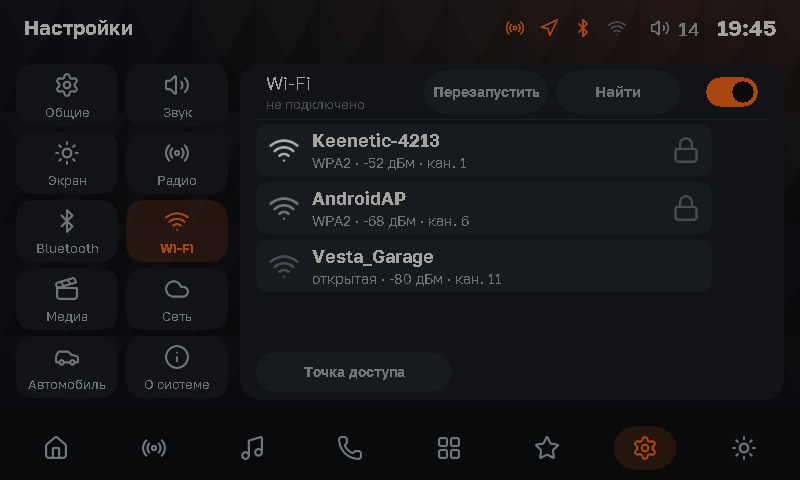 Настройки
14 19:45
Общие
Звук
Экран
Радио
Bluetooth
Wi-Fi
Медиа
Сеть
Автомобиль
О системе
Wi-Fi
не подключено
Перезапустить
Найти
Keenetic-4213
WPA2 · -52 дБм · кан. 1
AndroidAP
WPA2 · -68 дБм · кан. 6
Vesta_Garage
открытая · -80 дБм · кан. 11
Точка доступа